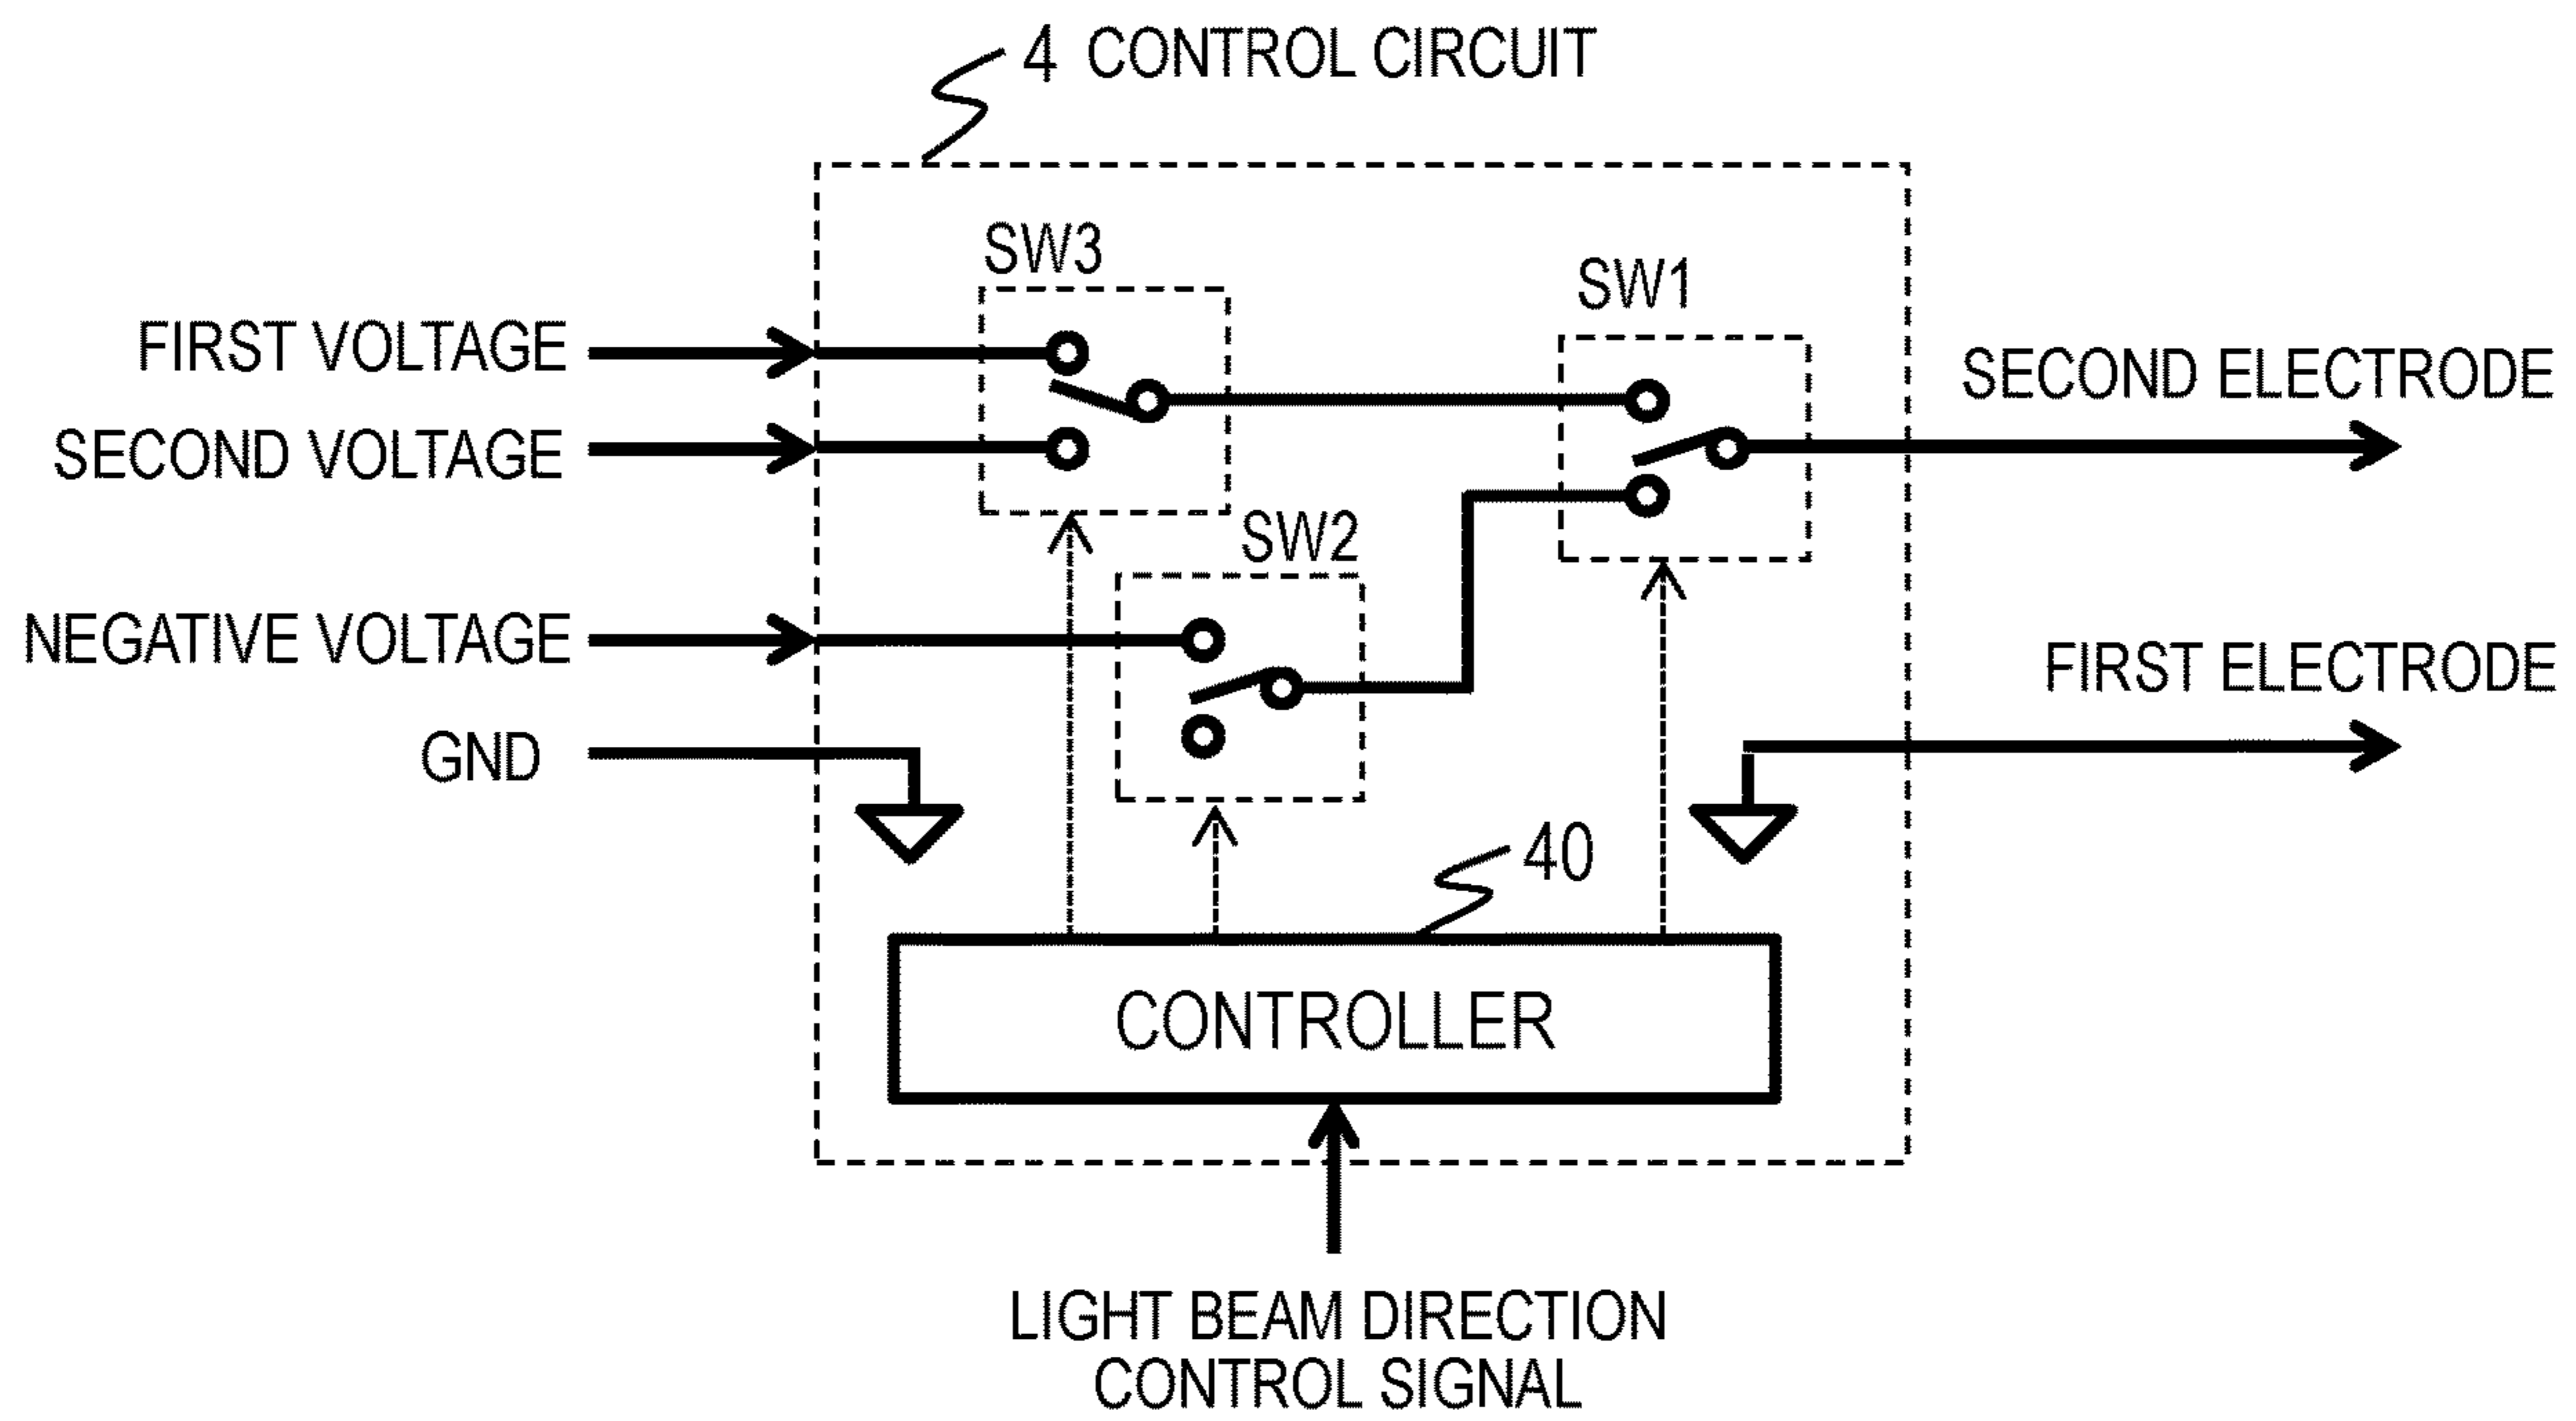 4 CONTROL CIRCUIT
SW3
SW1
FIRST VOLTAGE
SECOND ELECTRODE
SECOND VOLTAGE
SW2
NEGATIVE VOLTAGE
FIRST ELECTRODE
GND
40
CONTROLLER
LIGHT BEAM DIRECTION
CONTROL SIGNAL